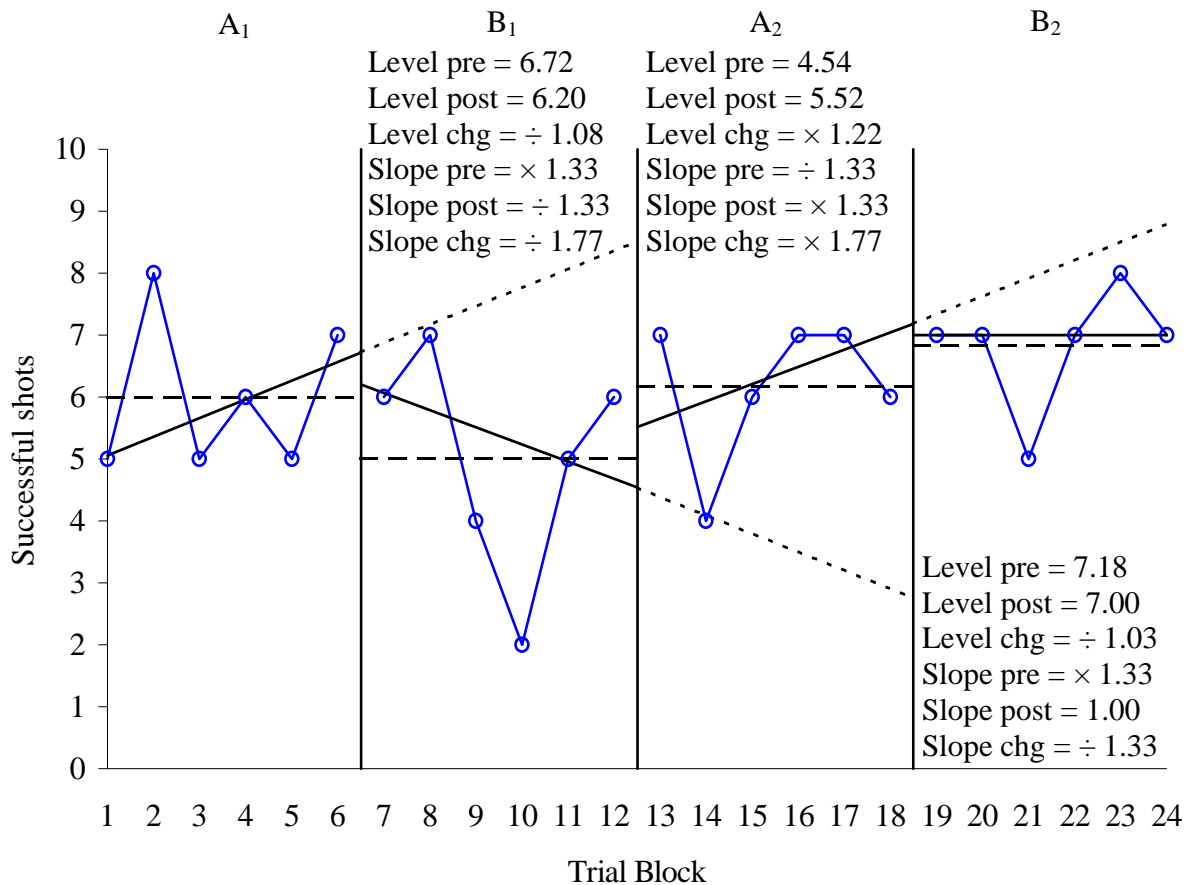 A₁
B₁
A₂
B₂
Level pre = 6.72
Level post = 6.20
Level chg = ÷ 1.08
Slope pre = × 1.33
Slope post = ÷ 1.33
Slope chg = ÷ 1.77
Level pre = 4.54
Level post = 5.52
Level chg = × 1.22
Slope pre = ÷ 1.33
Slope post = × 1.33
Slope chg = × 1.77
Level pre = 7.18
Level post = 7.00
Level chg = ÷ 1.03
Slope pre = × 1.33
Slope post = 1.00
Slope chg = ÷ 1.33
Successful shots
10
9
8
7
6
5
4
3
2
1
0
1 2 3 4 5 6 7 8 9 10 11 12 13 14 15 16 17 18 19 20 21 22 23 24
Trial Block